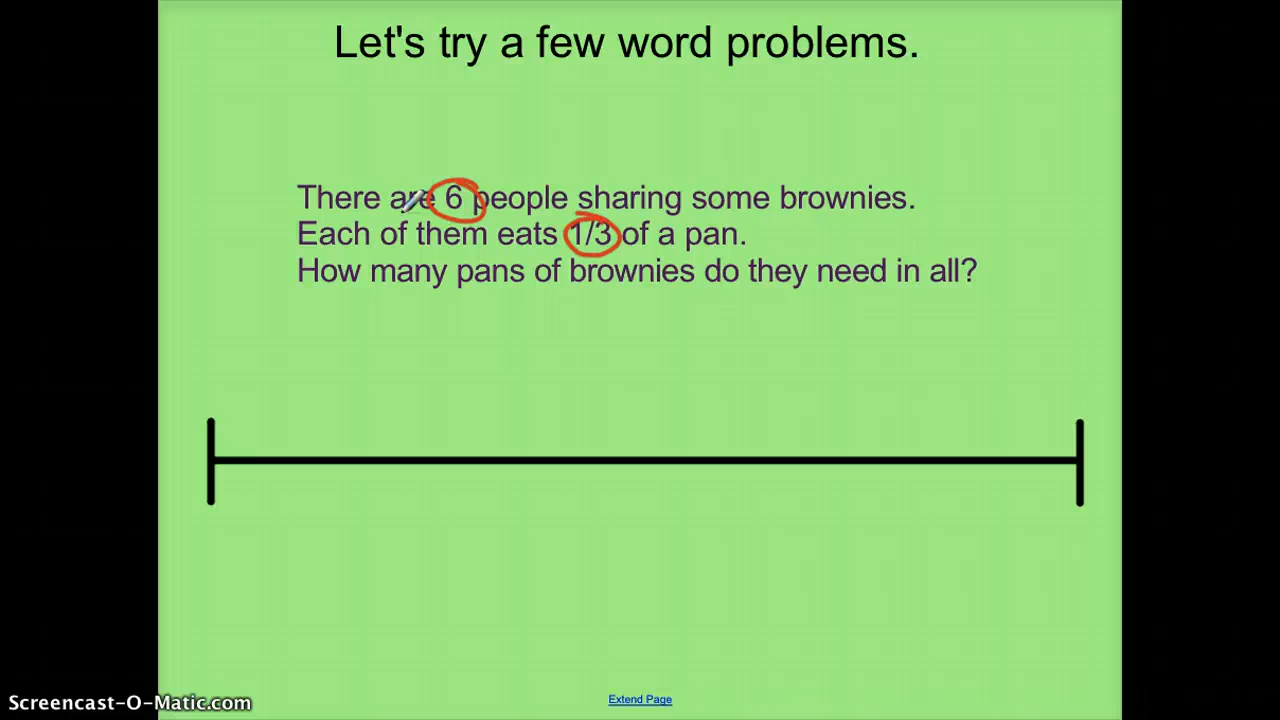 Let's try a few word problems.
There are 6 people sharing some brownies.
Each of them eats 1/3 of a pan.
How many pans of brownies do they need in all?
Extend Page
Screencast-O-Matic.com